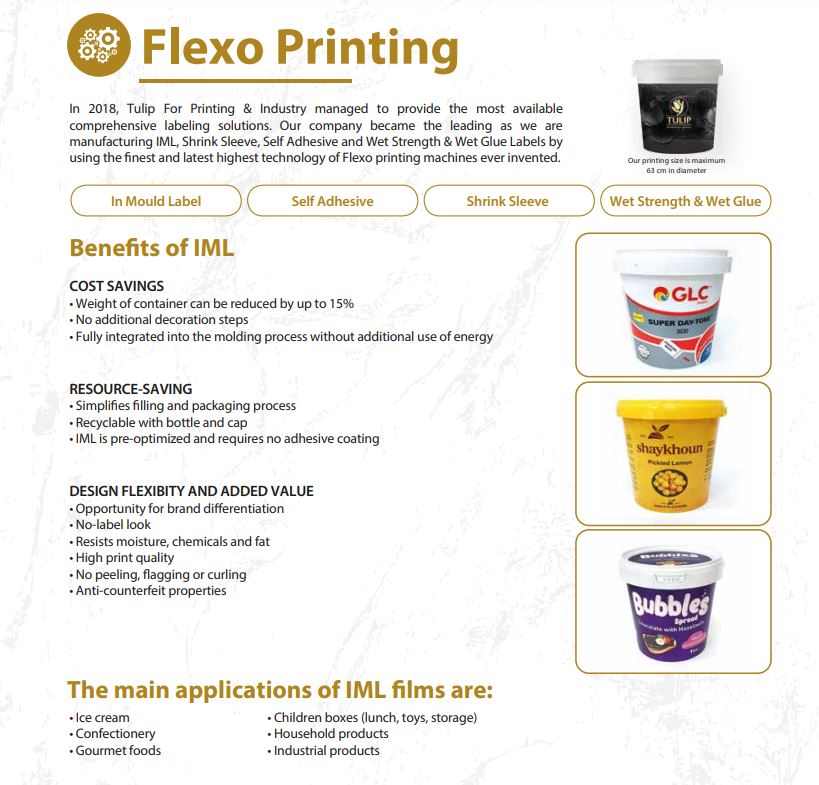 Flexo Printing
In 2018, Tulip For Printing & Industry managed to provide the most available
comprehensive labeling solutions. Our company became the leading as we are
manufacturing IML, Shrink Sleeve, Self Adhesive and Wet Strength & Wet Glue Labels by
using the finest and latest highest technology of Flexo printing machines ever invented.
TULIP
Our printing size is maximum
63 cm in diameter
In Mould Label
Self Adhesive
Shrink Sleeve
Wet Strength & Wet Glue
Benefits of IML
COST SAVINGS
• Weight of container can be reduced by up to 15%
• No additional decoration steps
• Fully integrated into the molding process without additional use of energy
GLC
SUPER DAY-TONE
3030
RESOURCE-SAVING
• Simplifies filling and packaging process
• Recyclable with bottle and cap
• IML is pre-optimized and requires no adhesive coating
shaykhoun
Pickled Lemon
DESIGN FLEXIBITY AND ADDED VALUE
• Opportunity for brand differentiation
• No-label look
• Resists moisture, chemicals and fat
• High print quality
• No peeling, flagging or curling
• Anti-counterfeit properties
Bubbles
Bubbles
Spread
Chocolate with Hazelnuts
The main applications of IML films are:
• Ice cream
• Confectionery
• Gourmet foods
• Children boxes (lunch, toys, storage)
• Household products
• Industrial products